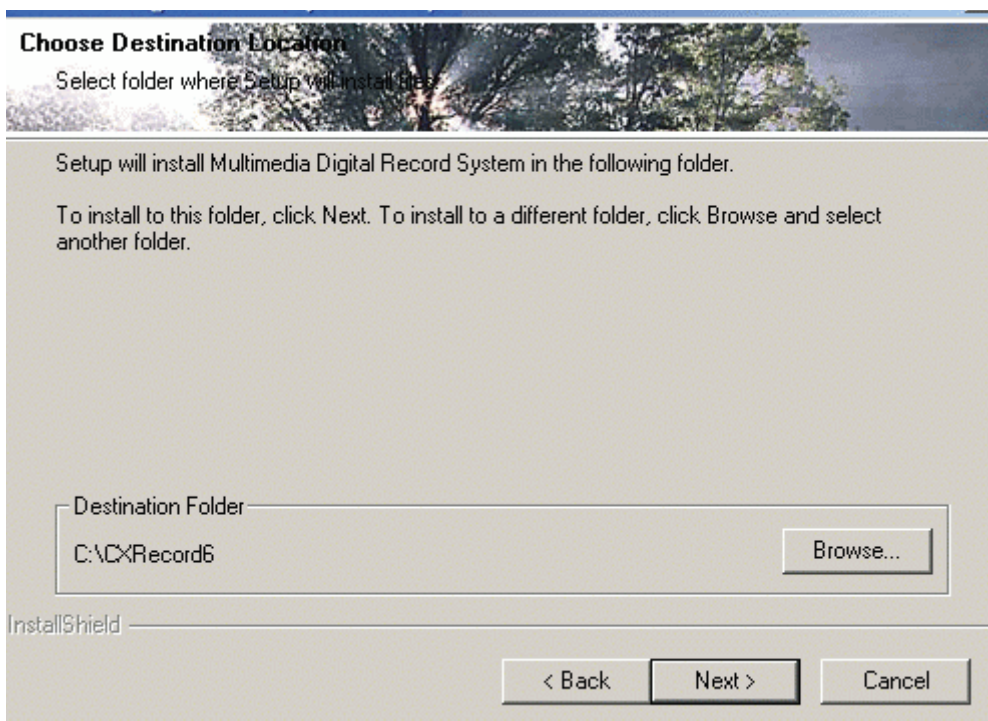 Choose Destination Location
Select folder where Setup will install files.
Setup will install Multimedia Digital Record System in the following folder.
To install to this folder, click Next. To install to a different folder, click Browse and select
another folder.
Destination Folder
C:\CXRecord6
Browse...
InstallShield
< Back
Next >
Cancel